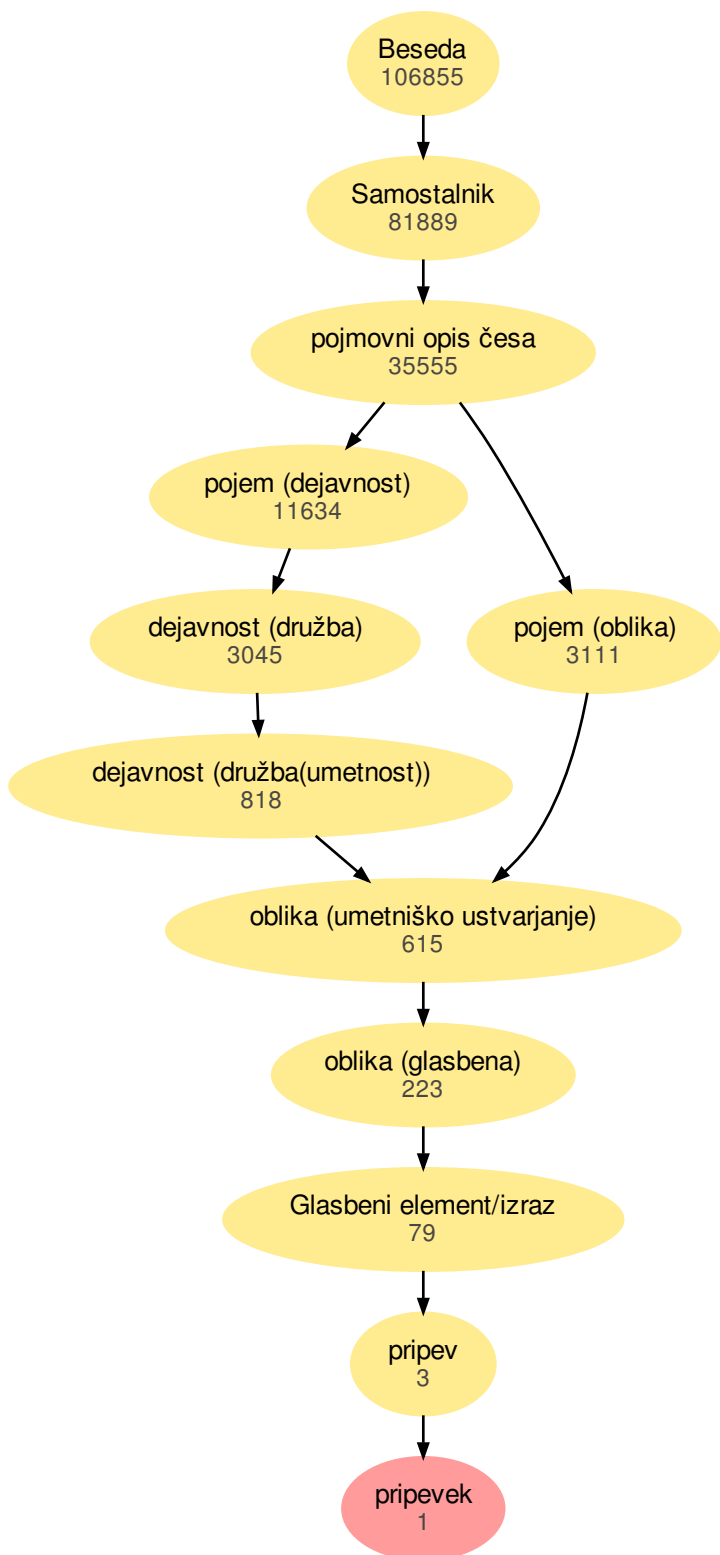 Beseda
106855
Samostalnik
81889
pojmovni opis česa
35555
pojem (dejavnost)
11634
dejavnost (družba)
3045
pojem (oblika)
3111
dejavnost (družba(umetnost))
818
oblika (umetniško ustvarjanje)
615
oblika (glasbena)
223
Glasbeni element/izraz
79
pripev
3
pripevek
1